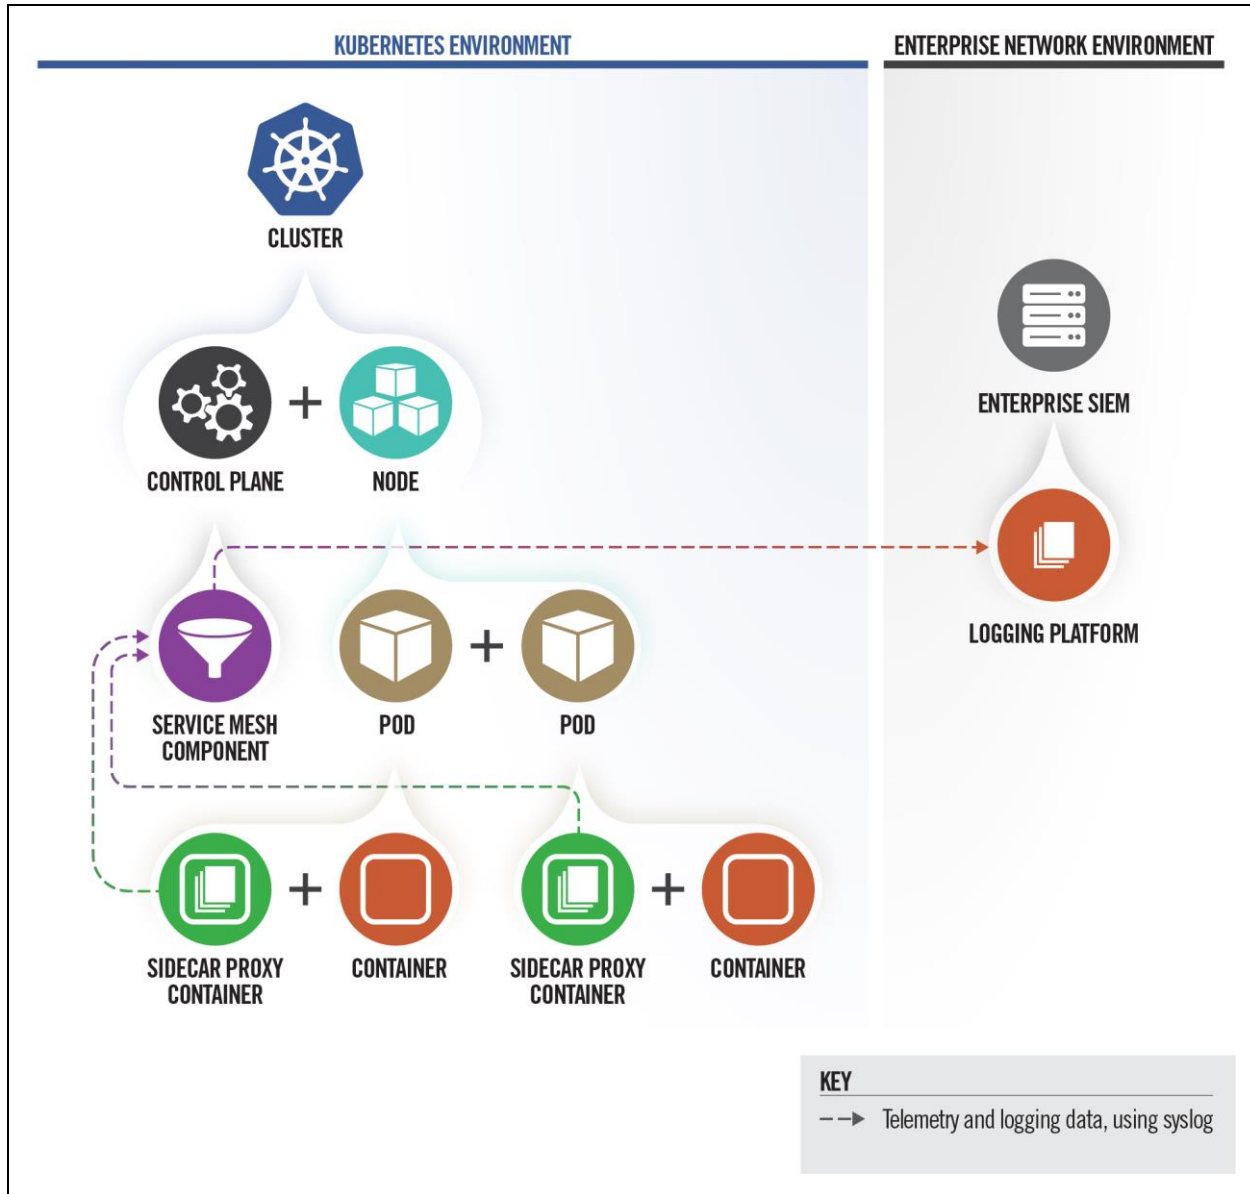 KUBERNETES ENVIRONMENT
ENTERPRISE NETWORK ENVIRONMENT
CLUSTER
ENTERPRISE SIEM
CONTROL PLANE
NODE
LOGGING PLATFORM
SERVICE MESH
COMPONENT
POD
POD
SIDECAR PROXY
CONTAINER
CONTAINER
SIDECAR PROXY
CONTAINER
CONTAINER
KEY
Telemetry and logging data, using syslog